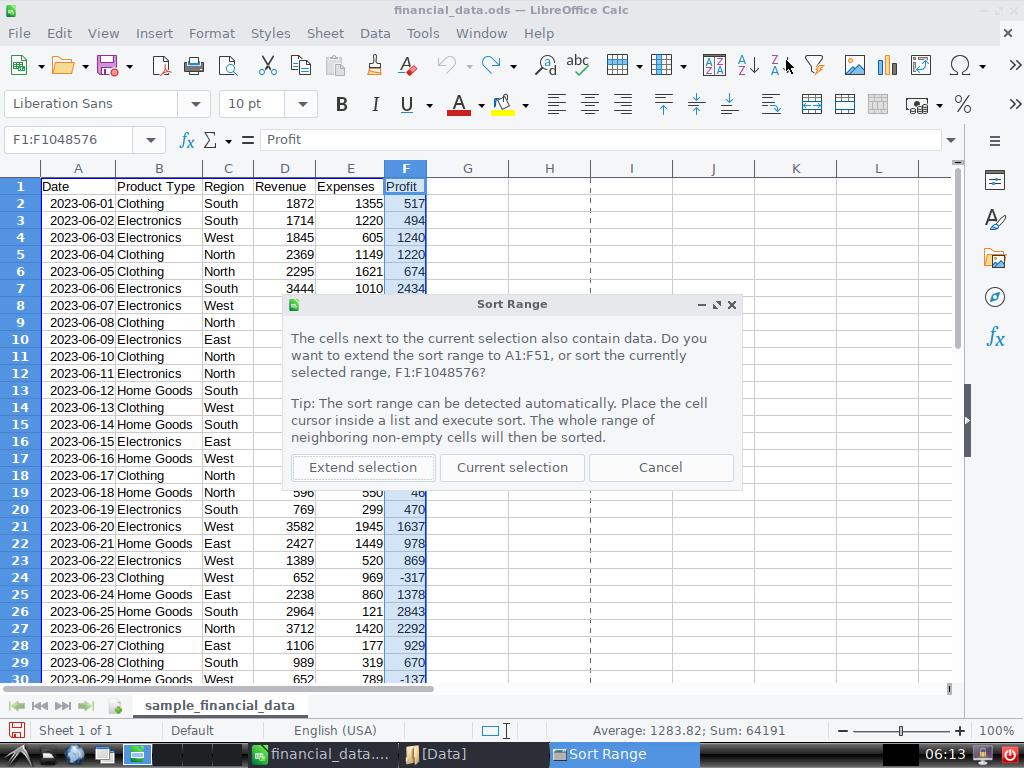 financial_data.ods — LibreOffice Calc
File Edit View Insert Format Styles Sheet Data Tools Window Help
Liberation Sans 10 pt
F1:F1048576 Profit
A B C D E F G H I J K L
1 Date Product Type Region Revenue Expenses Profit
2 2023-06-01 Clothing South 1872 1355 517
3 2023-06-02 Electronics South 1714 1220 494
4 2023-06-03 Electronics West 1845 605 1240
5 2023-06-04 Clothing North 2369 1149 1220
6 2023-06-05 Clothing North 2295 1621 674
7 2023-06-06 Electronics South 3444 1010 2434
8 2023-06-07 Electronics West
9 2023-06-08 Clothing North
10 2023-06-09 Electronics East
11 2023-06-10 Clothing North
12 2023-06-11 Electronics North
13 2023-06-12 Home Goods South
14 2023-06-13 Clothing West
15 2023-06-14 Home Goods South
16 2023-06-15 Electronics East
17 2023-06-16 Home Goods West
18 2023-06-17 Clothing North
19 2023-06-18 Home Goods North 596 550 46
20 2023-06-19 Electronics South 769 299 470
21 2023-06-20 Electronics West 3582 1945 1637
22 2023-06-21 Home Goods East 2427 1449 978
23 2023-06-22 Electronics West 1389 520 869
24 2023-06-23 Clothing West 652 969 -317
25 2023-06-24 Home Goods East 2238 860 1378
26 2023-06-25 Home Goods South 2964 121 2843
27 2023-06-26 Electronics North 3712 1420 2292
28 2023-06-27 Clothing East 1106 177 929
29 2023-06-28 Clothing South 989 319 670
30 2023-06-29 Home Goods West 652 789 -137
Sort Range
The cells next to the current selection also contain data. Do you
want to extend the sort range to A1:F51, or sort the currently
selected range, F1:F1048576?
Tip: The sort range can be detected automatically. Place the cell
cursor inside a list and execute sort. The whole range of
neighboring non-empty cells will then be sorted.
Extend selection Current selection Cancel
sample_financial_data
Sheet 1 of 1 Default English (USA) Average: 1283.82; Sum: 64191 100%
financial_data.... [Data] Sort Range 06:13